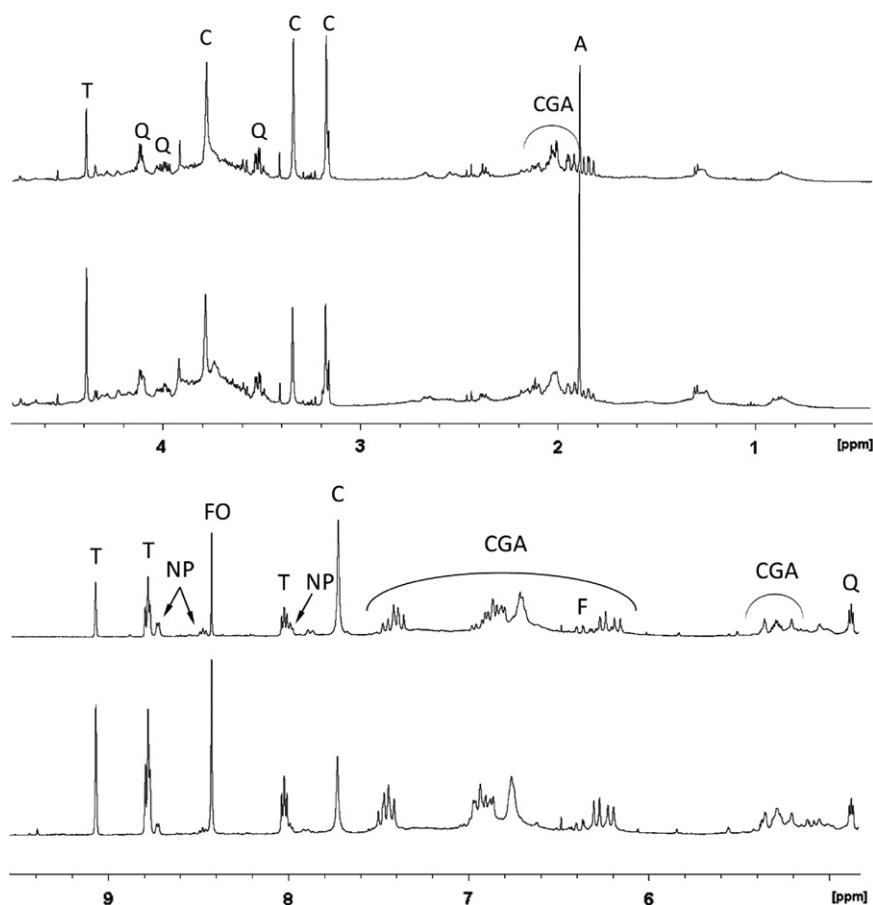 C C C A
T Q Q Q CGA
4 3 2 1 [ppm]
C
FO CGA
T T NP T NP F CGA Q
9 8 7 6 [ppm]